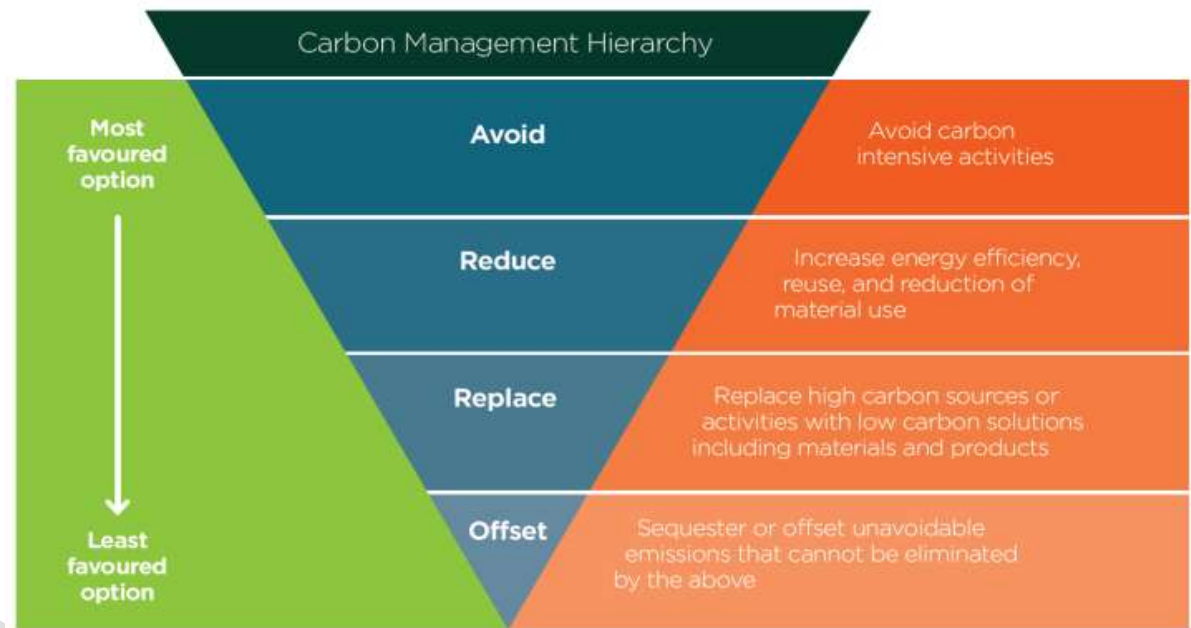 Carbon Management Hierarchy
Most
favoured
option
Avoid
Avoid carbon
intensive activities
Reduce
Increase energy efficiency,
reuse, and reduction of
material use
Replace
Replace high carbon sources or
activities with low carbon solutions
including materials and products
Least
favoured
option
Offset
Sequester or offset unavoidable
emissions that cannot be eliminated
by the above